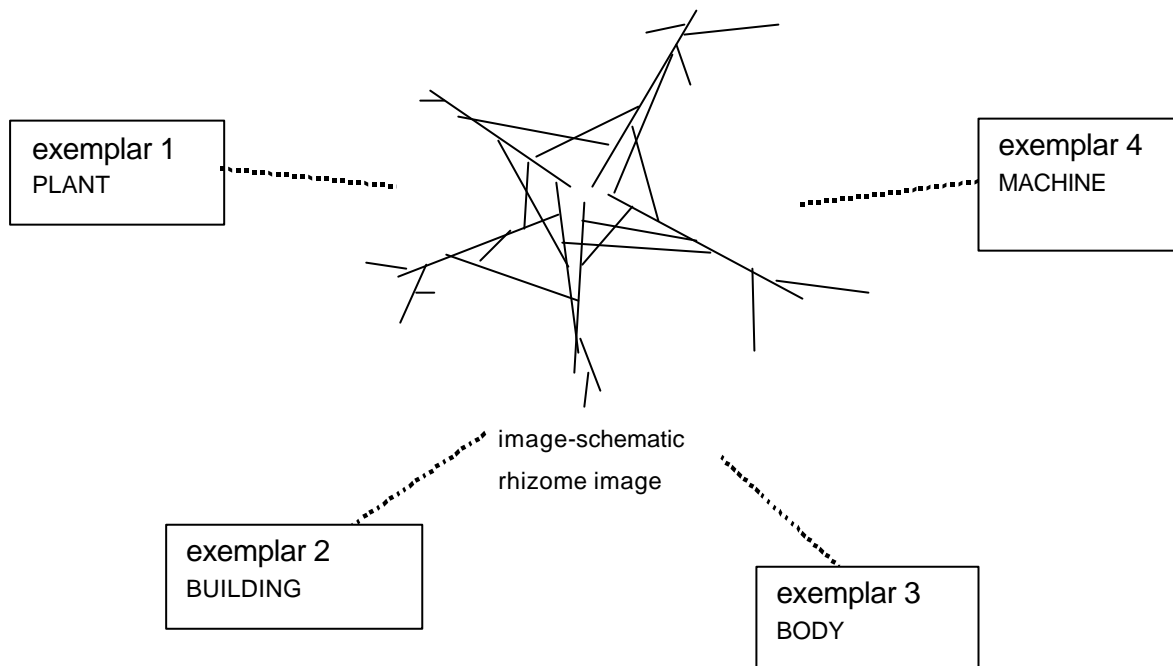 exemplar 1
PLANT
exemplar 4
MACHINE
image-schematic
rhizome image
exemplar 2
BUILDING
exemplar 3
BODY